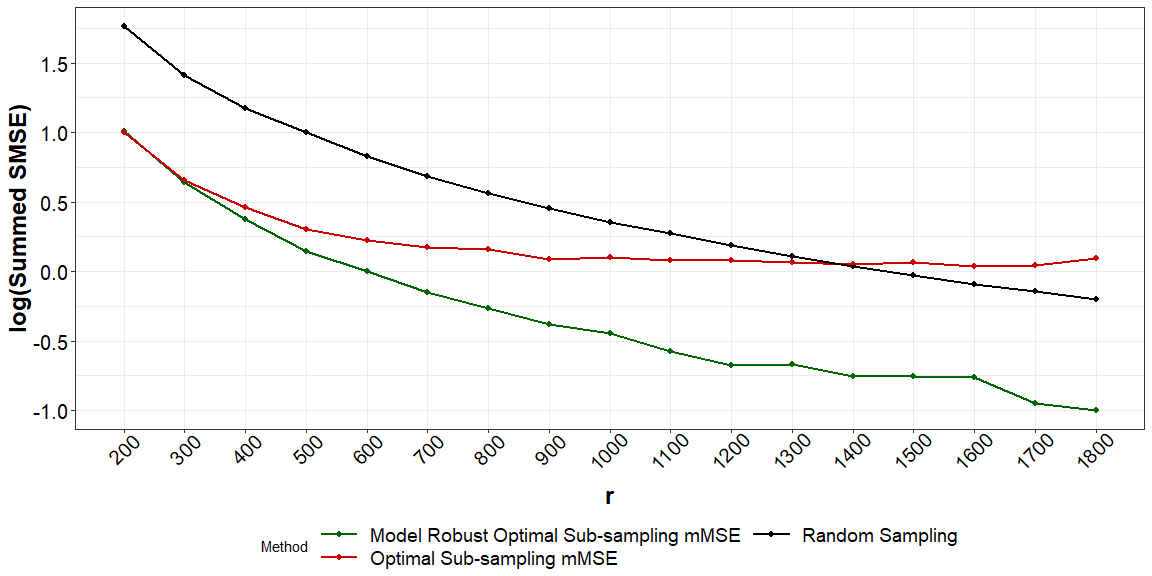 log(Summed SMSE)
1.5
1.0
0.5
0.0
-0.5
-1.0
200 300 400 500 600 700 800 900 1000 1100 1200 1300 1400 1500 1600 1700 1800
r
Method
Model Robust Optimal Sub-sampling mMSE Random Sampling
Optimal Sub-sampling mMSE